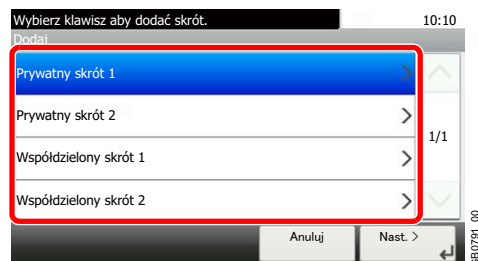 Wybierz klawisz aby dodać skrót.
10:10
Dodaj
Prywatny skrót 1
Prywatny skrót 2
1/1
Współdzielony skrót 1
Współdzielony skrót 2
Anuluj
Nast. >